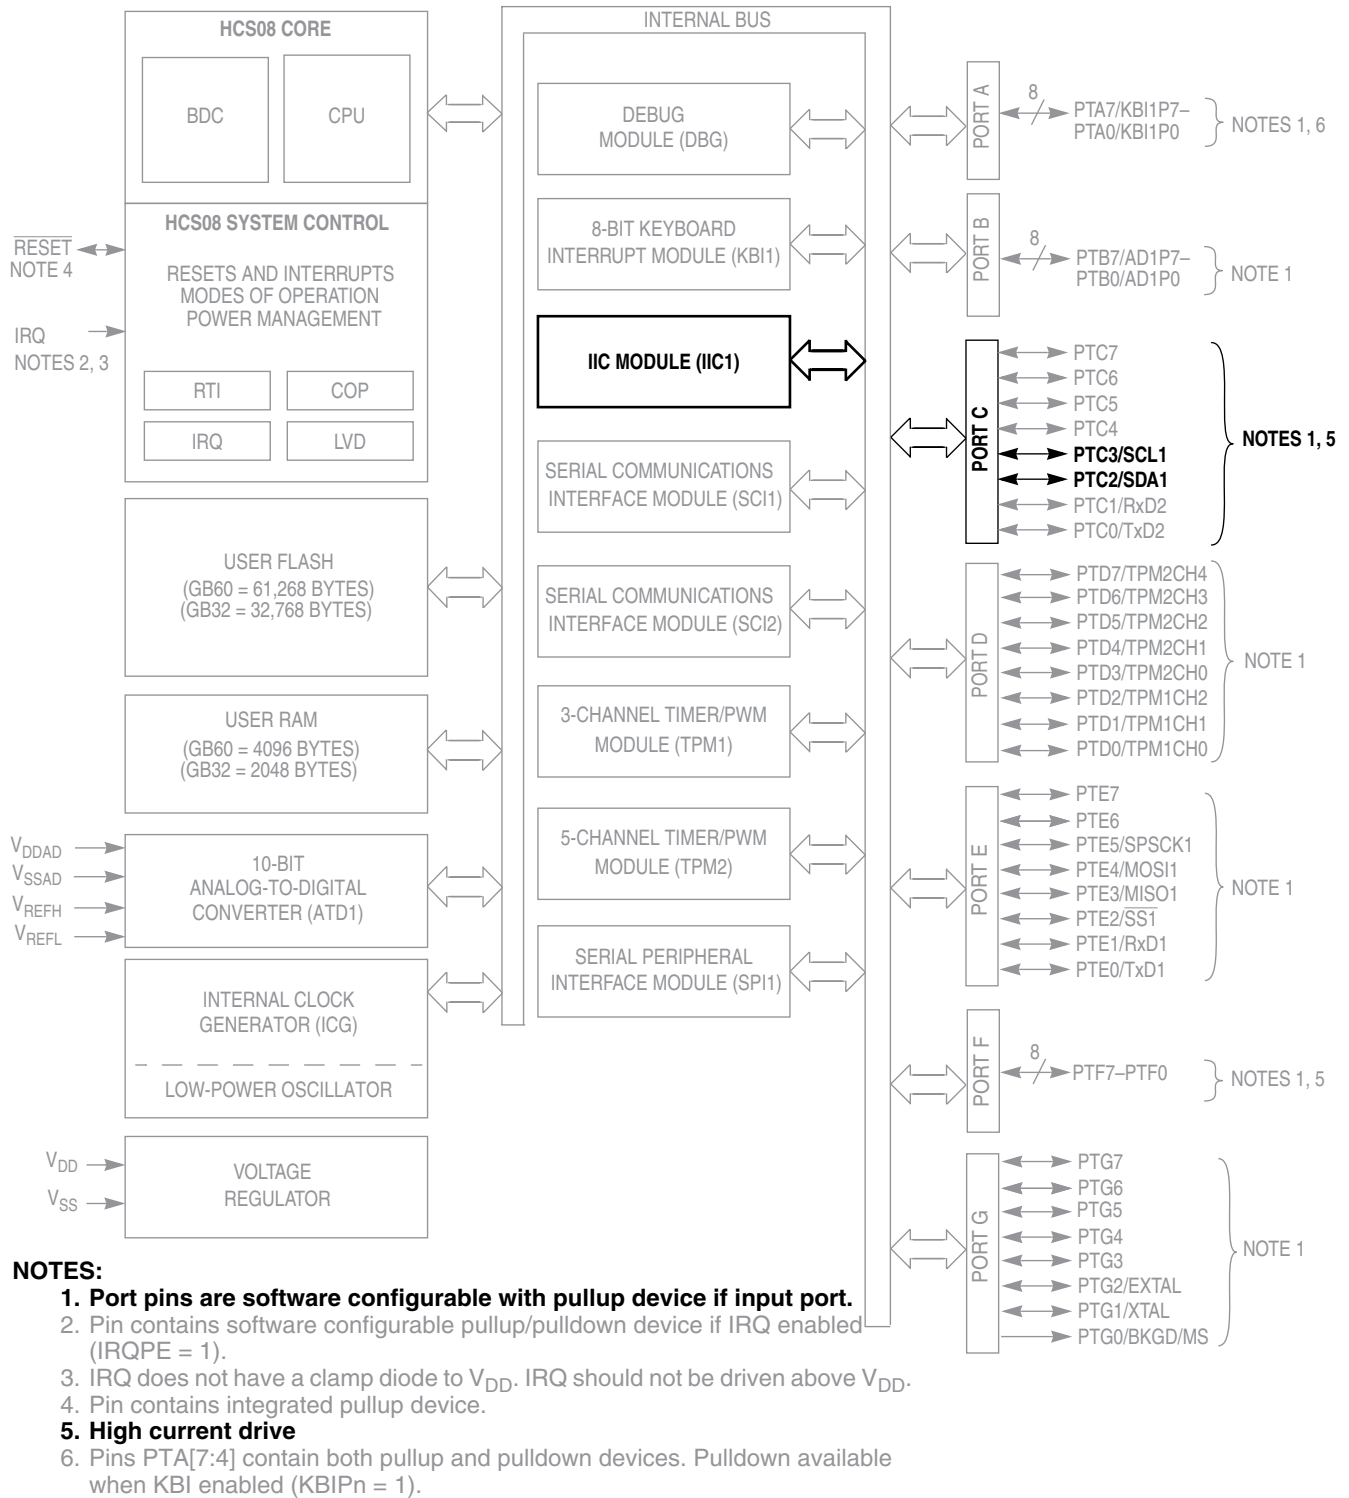 HCS08 CORE
BDC
CPU
HCS08 SYSTEM CONTROL
RESETS AND INTERRUPTS
MODES OF OPERATION
POWER MANAGEMENT
RTI
COP
IRQ
LVD
RESET
NOTE 4
IRQ
NOTES 2, 3
USER FLASH
(GB60 = 61,268 BYTES)
(GB32 = 32,768 BYTES)
USER RAM
(GB60 = 4096 BYTES)
(GB32 = 2048 BYTES)
VDDAD
VSSAD
VREFH
VREFL
10-BIT
ANALOG-TO-DIGITAL
CONVERTER (ATD1)
INTERNAL CLOCK
GENERATOR (ICG)
LOW-POWER OSCILLATOR
VDD
VSS
VOLTAGE
REGULATOR
INTERNAL BUS
DEBUG
MODULE (DBG)
8-BIT KEYBOARD
INTERRUPT MODULE (KBI1)
IIC MODULE (IIC1)
SERIAL COMMUNICATIONS
INTERFACE MODULE (SCI1)
SERIAL COMMUNICATIONS
INTERFACE MODULE (SCI2)
3-CHANNEL TIMER/PWM
MODULE (TPM1)
5-CHANNEL TIMER/PWM
MODULE (TPM2)
SERIAL PERIPHERAL
INTERFACE MODULE (SPI1)
PORT A
8
PTA7/KBI1P7–
PTA0/KBI1P0
NOTES 1, 6
PORT B
8
PTB7/AD1P7–
PTB0/AD1P0
NOTE 1
PORT C
PTC7
PTC6
PTC5
PTC4
PTC3/SCL1
PTC2/SDA1
PTC1/RxD2
PTC0/TxD2
NOTES 1, 5
PORT D
PTD7/TPM2CH4
PTD6/TPM2CH3
PTD5/TPM2CH2
PTD4/TPM2CH1
PTD3/TPM2CH0
PTD2/TPM1CH2
PTD1/TPM1CH1
PTD0/TPM1CH0
NOTE 1
PORT E
PTE7
PTE6
PTE5/SPSCK1
PTE4/MOSI1
PTE3/MISO1
PTE2/SS1
PTE1/RxD1
PTE0/TxD1
NOTE 1
PORT F
8
PTF7–PTF0
NOTES 1, 5
PORT G
PTG7
PTG6
PTG5
PTG4
PTG3
PTG2/EXTAL
PTG1/XTAL
PTG0/BKGD/MS
NOTE 1
NOTES:
1. Port pins are software configurable with pullup device if input port.
2. Pin contains software configurable pullup/pulldown device if IRQ enabled
(IRQPE = 1).
3. IRQ does not have a clamp diode to VDD. IRQ should not be driven above VDD.
4. Pin contains integrated pullup device.
5. High current drive
6. Pins PTA[7:4] contain both pullup and pulldown devices. Pulldown available
when KBI enabled (KBIPn = 1).